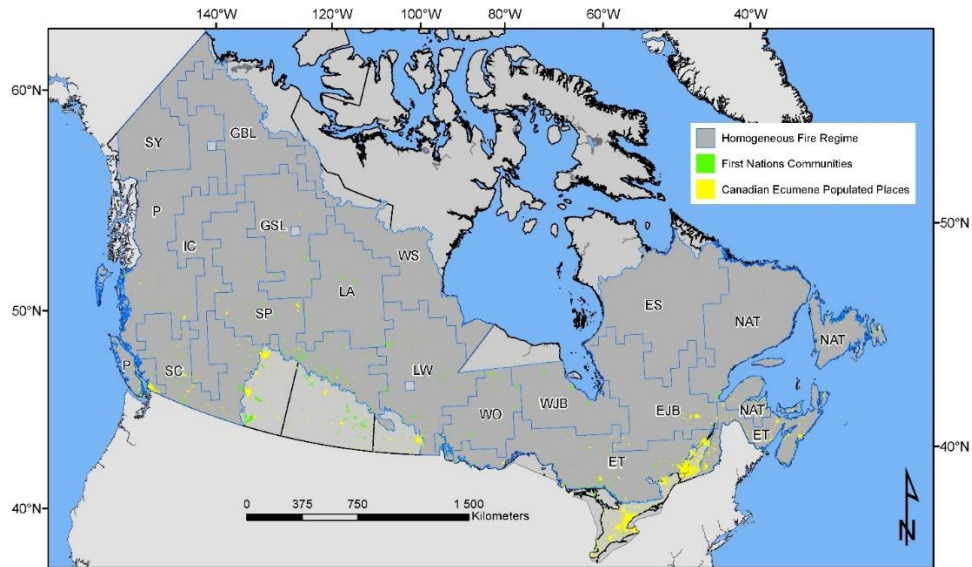 140°W 120°W 100°W 80°W 60°W 40°W
60°N
50°N
40°N
50°N
40°N
Homogeneous Fire Regime
First Nations Communities
Canadian Ecumene Populated Places
SY
GBL
P
IC
GSL
WS
LA
SP
ES
NAT
NAT
P
SC
LW
WO
WJB
EJB
NAT
ET
ET
0 375 750 1 500
Kilometers
N